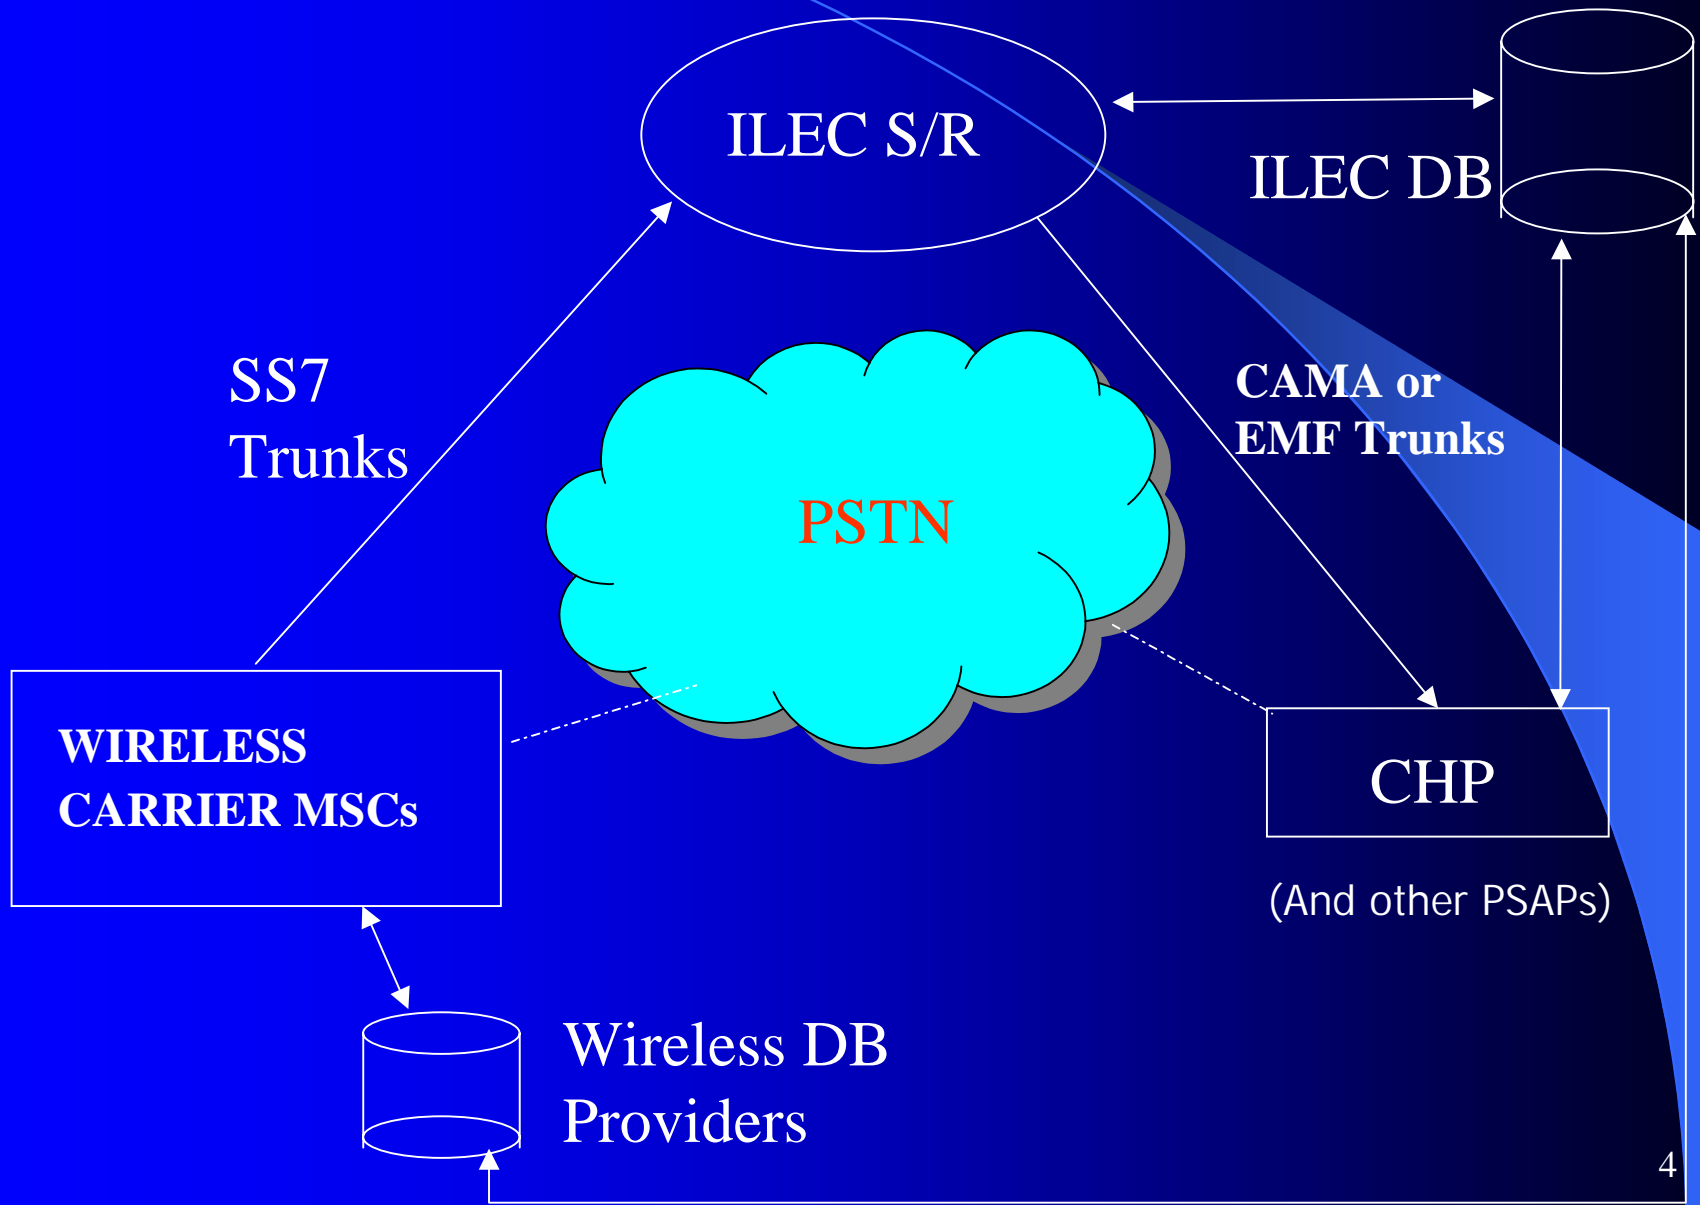 ILEC S/R
ILEC DB
SS7
Trunks
CAMA or
EMF Trunks
PSTN
WIRELESS
CARRIER MSCs
CHP
(And other PSAPs)
Wireless DB
Providers
4